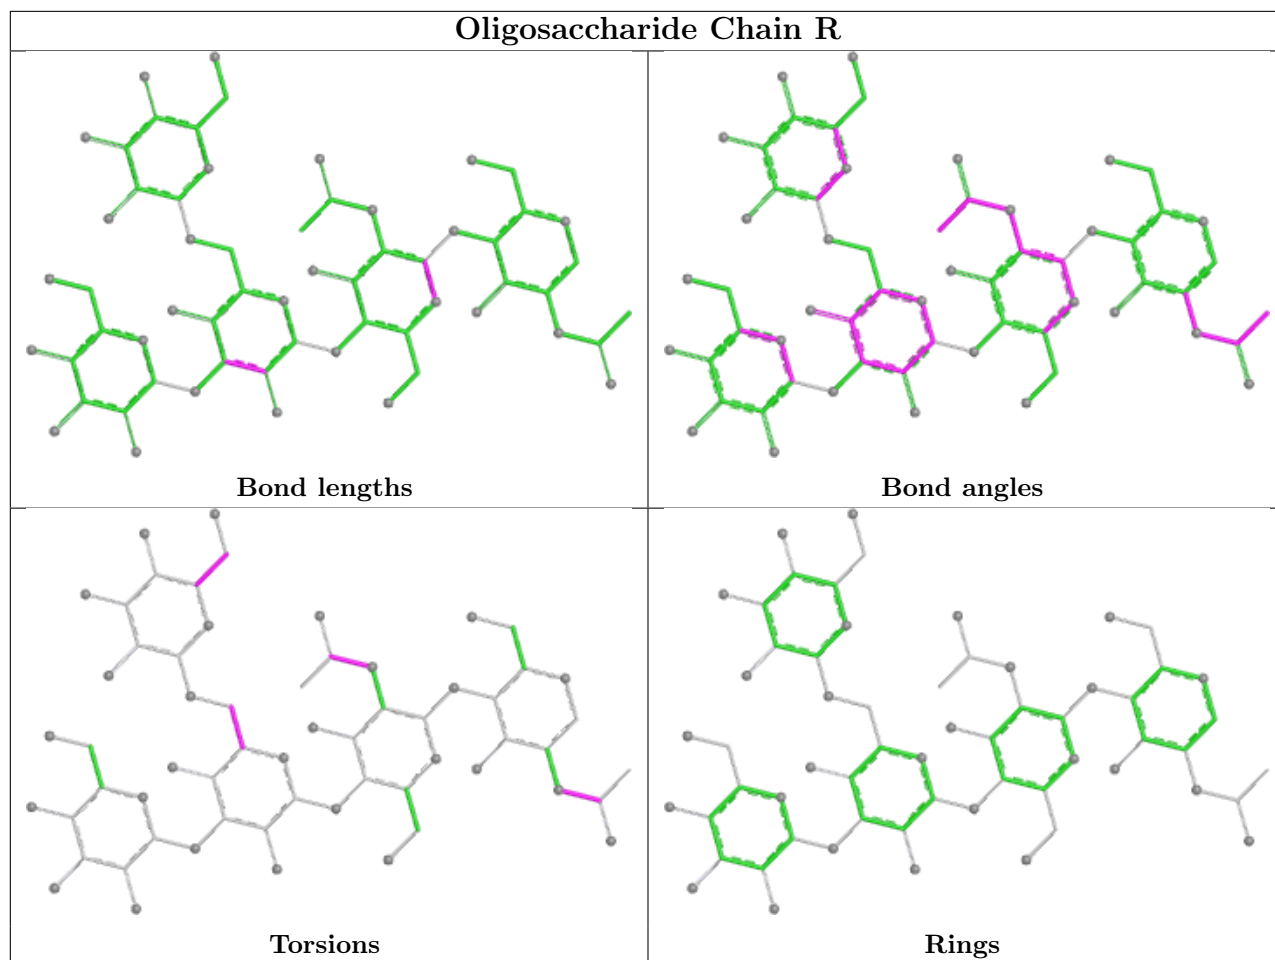 Oligosaccharide Chain R
Bond lengths
Bond angles
Torsions
Rings